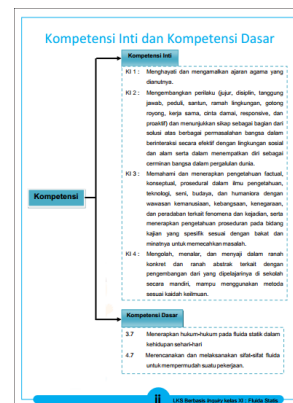 Kompetensi Inti dan Kompetensi Dasar
Kompetensi Inti
KI 1 : Menghayati dan mengamalkan ajaran agama yang
dianutnya.
KI 2 : Mengembangkan perilaku (jujur, disiplin, tanggung
jawab, peduli, santun, ramah lingkungan, gotong
royong, kerja sama, cinta damai, responsive, dan
proaktif) dan menunjukkan sikap sebagai bagian dari
solusi atas berbagai permasalahan bangsa dalam
berinteraksi secara efektif dengan lingkungan sosial
dan alam serta dalam menempatkan diri sebagai
cerminan bangsa dalam pergaulan dunia.
KI 3 : Memahami dan menerapkan pengetahuan factual,
konseptual, prosedural dalam ilmu pengetahuan,
teknologi, seni, budaya, dan humaniora dengan
wawasan kemanusiaan, kebangsaan, kenegaraan,
dan peradaban terkait fenomena dan kejadian, serta
menerapkan pengetahuan proseduran pada bidang
kajian yang spesifik sesuai dengan bakat dan
minatnya untuk memecahkan masalah.
Kompetensi
KI 4 : Mengolah, menalar, dan menyaji dalam ranah
konkret dan ranah abstrak terkait dengan
pengembangan dari yang dipelajarinya di sekolah
secara mandiri, mampu menggunakan metoda
sesuai kaidah keilmuan.
Kompetensi Dasar
3.7 Menerapkan hukum-hukum pada fluida statik dalam
kehidupan sehari-hari
4.7 Merencanakan dan melaksanakan sifat-sifat fluida
untuk mempermudah suatu pekerjaan.
ii LKS Berbasis Inquiry kelas XI : Fluida Statis